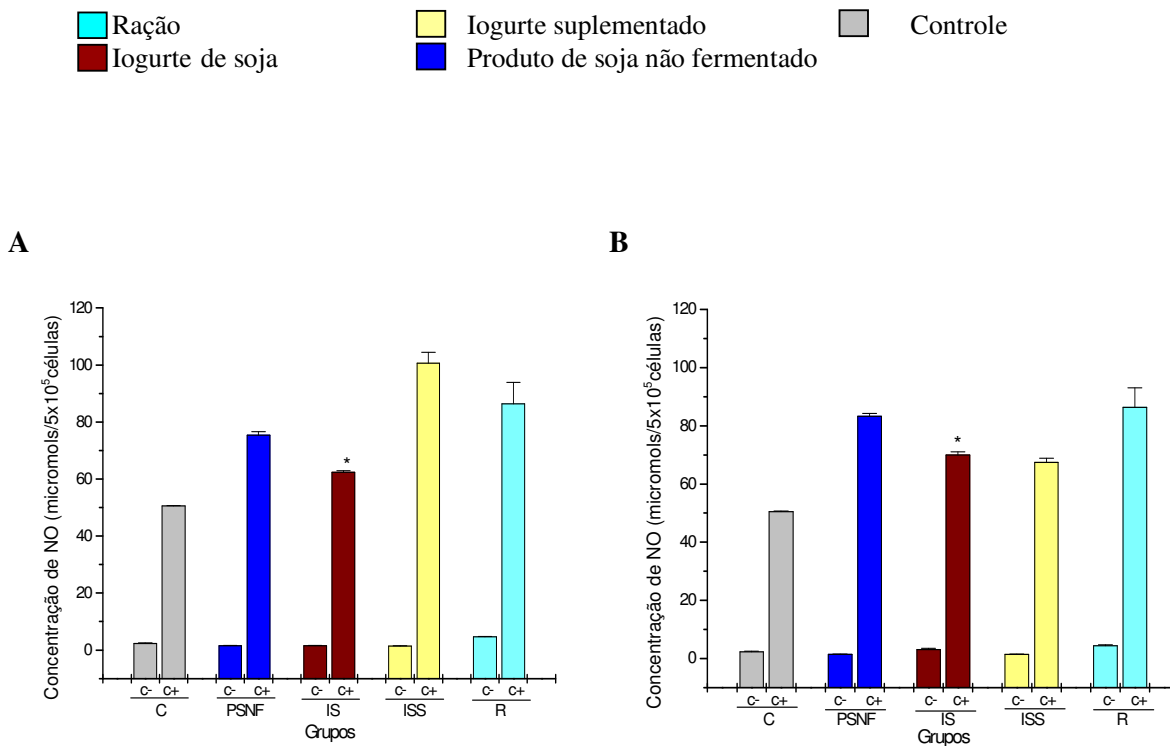 Ração Iogurte suplementado Controle
Iogurte de soja Produto de soja não fermentado
A
Concentração de NO (micromols/5x10⁵células)
120
100
80
60
40
20
0
*
c- c+ c- c+ c- c+ c- c+ c- c+
C PSNF IS ISS R
Grupos
B
Concentração de NO (micromols/5x10⁵células)
120
100
80
60
40
20
0
*
c- c+ c- c+ c- c+ c- c+ c- c+
C PSNF IS ISS R
Grupos